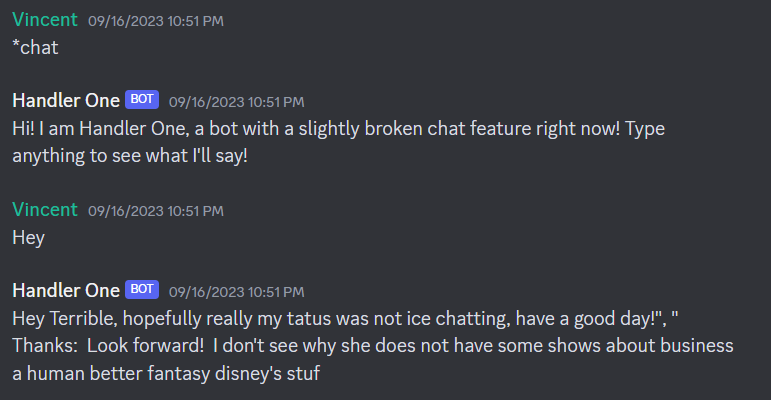 Vincent 09/16/2023 10:51 PM
*chat
Handler One BOT 09/16/2023 10:51 PM
Hi! I am Handler One, a bot with a slightly broken chat feature right now! Type
anything to see what I'll say!
Vincent 09/16/2023 10:51 PM
Hey
Handler One BOT 09/16/2023 10:51 PM
Hey Terrible, hopefully really my tatus was not ice chatting, have a good day!", "
Thanks:  Look forward!  I don't see why she does not have some shows about business
a human better fantasy disney's stuf